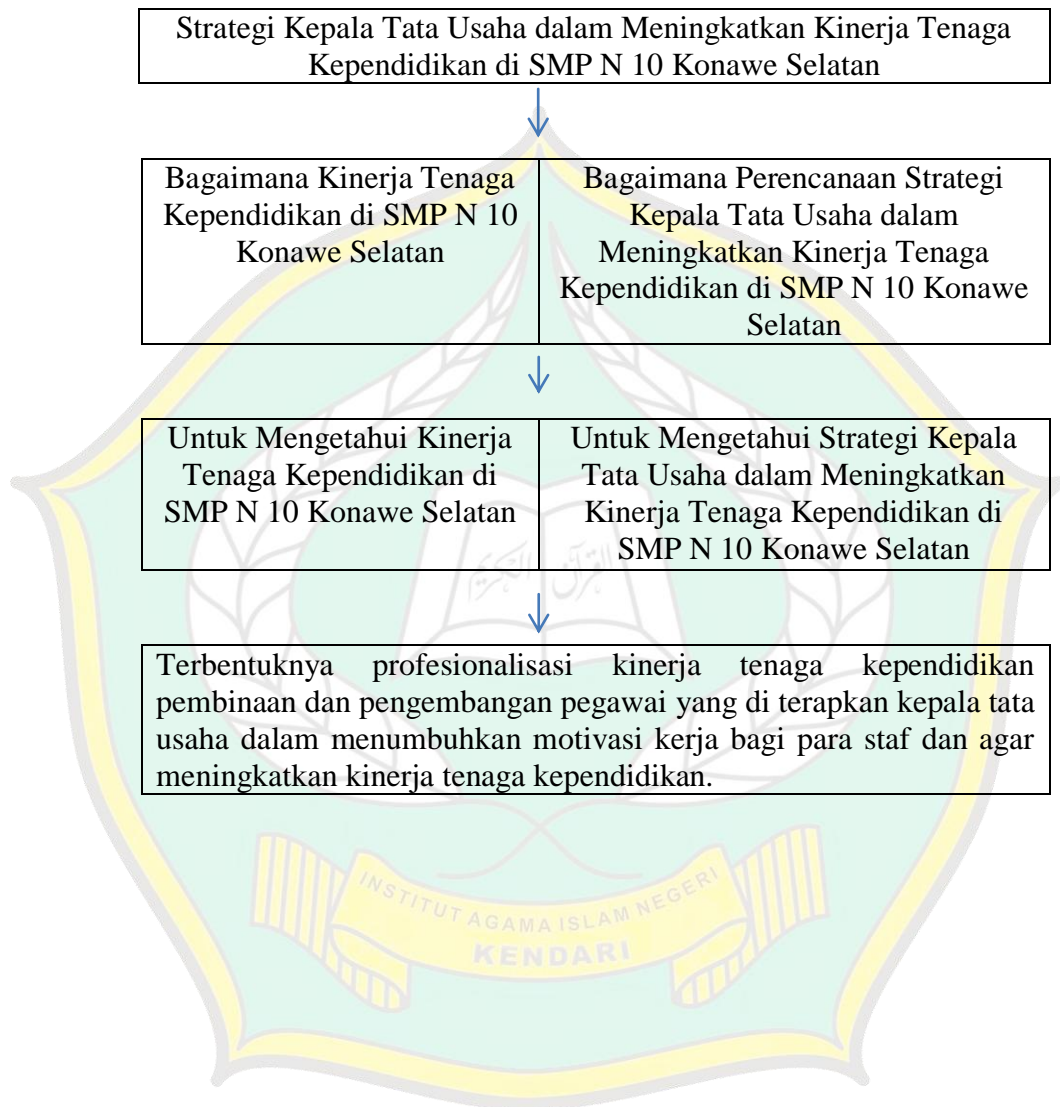 Strategi Kepala Tata Usaha dalam Meningkatkan Kinerja Tenaga
Kependidikan di SMP N 10 Konawe Selatan
Bagaimana Kinerja Tenaga
Kependidikan di SMP N 10
Konawe Selatan
Bagaimana Perencanaan Strategi
Kepala Tata Usaha dalam
Meningkatkan Kinerja Tenaga
Kependidikan di SMP N 10 Konawe
Selatan
Untuk Mengetahui Kinerja
Tenaga Kependidikan di
SMP N 10 Konawe Selatan
Untuk Mengetahui Strategi Kepala
Tata Usaha dalam Meningkatkan
Kinerja Tenaga Kependidikan di
SMP N 10 Konawe Selatan
القرآن الكريم
Terbentuknya profesionalisasi kinerja tenaga kependidikan
pembinaan dan pengembangan pegawai yang di terapkan kepala tata
usaha dalam menumbuhkan motivasi kerja bagi para staf dan agar
meningkatkan kinerja tenaga kependidikan.
INSTITUT AGAMA ISLAM NEGERI
KENDARI